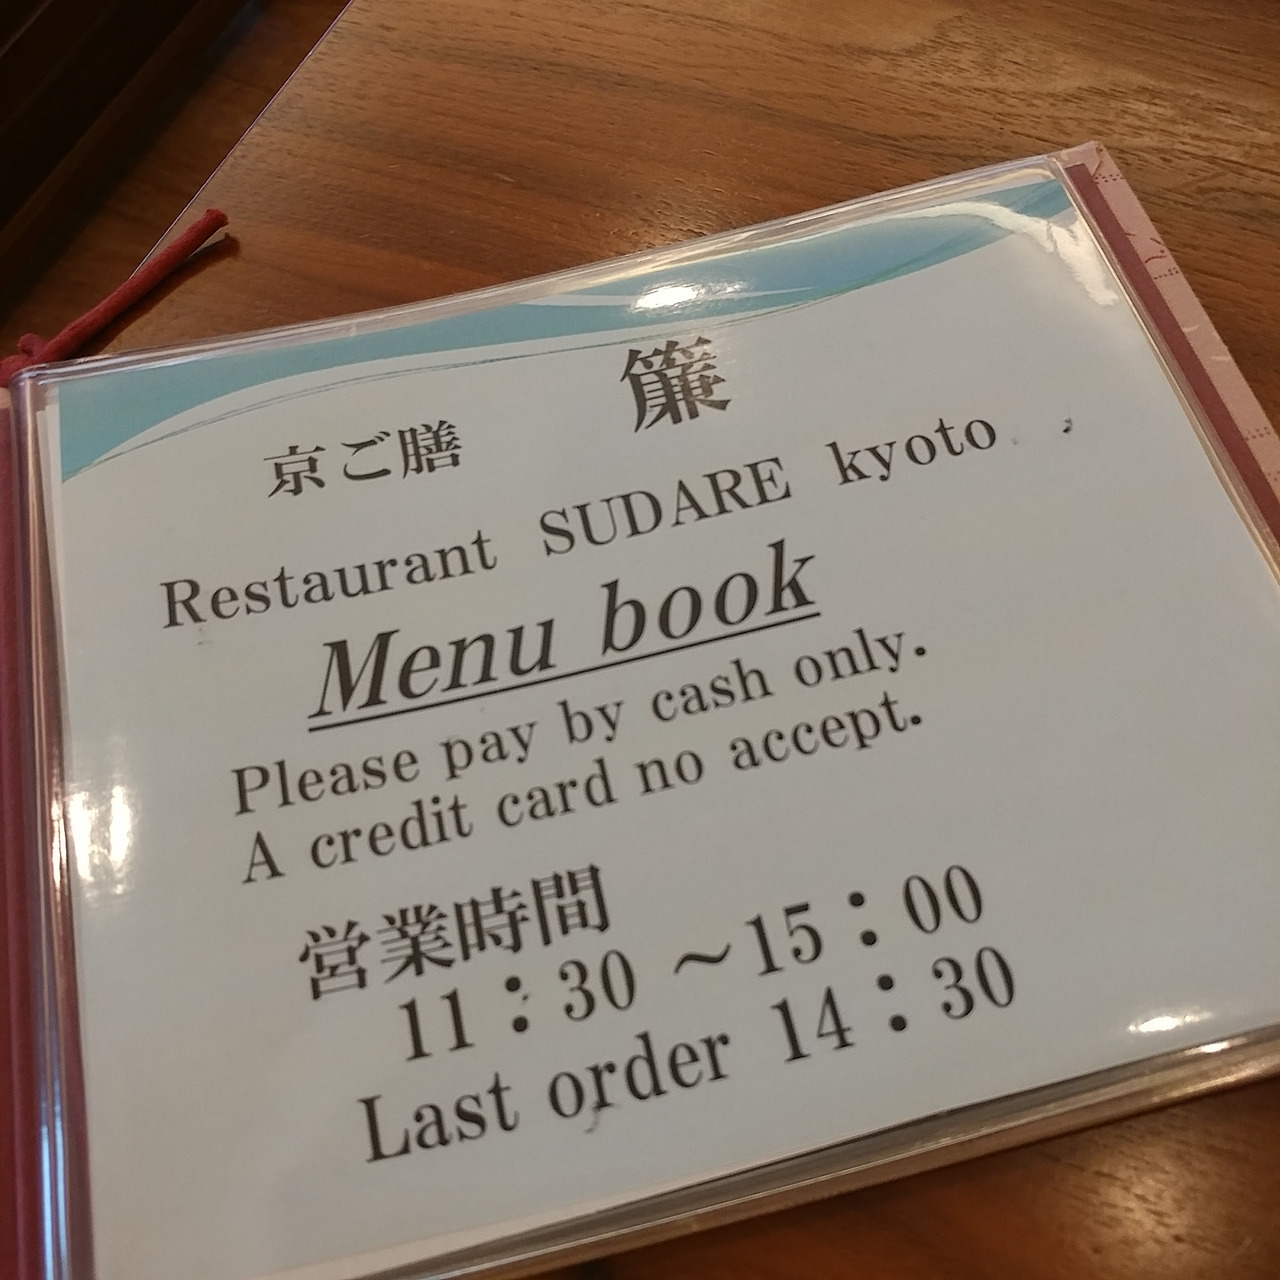 京ご膳 簾
Restaurant SUDARE kyoto
Menu book
Please pay by cash only.
A credit card no accept.
営業時間
11：30 ～15：00
Last order 14：30